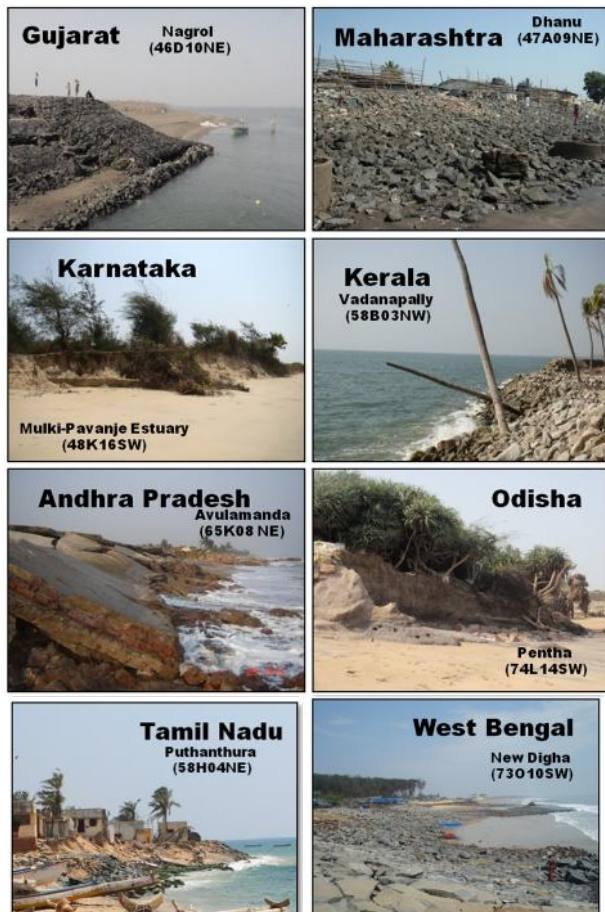 Gujarat
Nagrol
(46D10NE)
Maharashtra
Dhanu
(47A09NE)
Karnataka
Mulki-Pavanje Estuary
(48K16SW)
Kerala
Vadanapally
(58B03NW)
Andhra Pradesh
Avulamanda
(65K08 NE)
Odisha
Pentha
(74L14SW)
Tamil Nadu
Puthanthura
(58H04NE)
West Bengal
New Digha
(73O10SW)